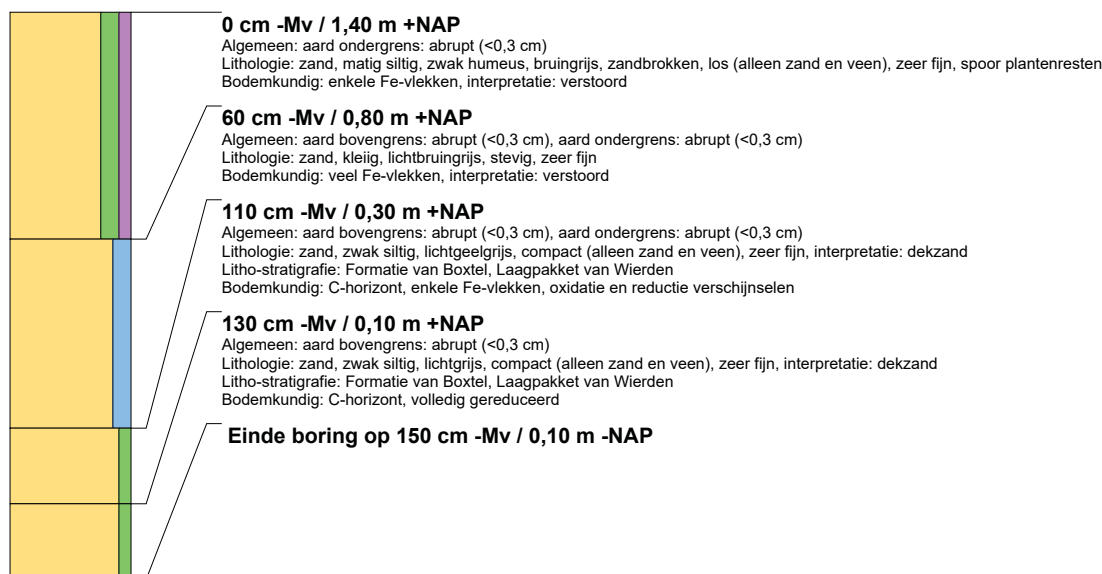 0 cm -Mv / 1,40 m +NAP
Algemeen: aard ondergrens: abrupt (<0,3 cm)
Lithologie: zand, matig siltig, zwak humeus, bruingrijs, zandbrokken, los (alleen zand en veen), zeer fijn, spoor plantenresten
Bodemkundig: enkele Fe-vlekken, interpretatie: verstoord
60 cm -Mv / 0,80 m +NAP
Algemeen: aard bovengrens: abrupt (<0,3 cm), aard ondergrens: abrupt (<0,3 cm)
Lithologie: zand, kleiig, lichtbruingrijs, stevig, zeer fijn
Bodemkundig: veel Fe-vlekken, interpretatie: verstoord
110 cm -Mv / 0,30 m +NAP
Algemeen: aard bovengrens: abrupt (<0,3 cm), aard ondergrens: abrupt (<0,3 cm)
Lithologie: zand, zwak siltig, lichtgeelgrijs, compact (alleen zand en veen), zeer fijn, interpretatie: dekzand
Litho-stratigrafie: Formatie van Boxtel, Laagpakket van Wierden
Bodemkundig: C-horizont, enkele Fe-vlekken, oxidatie en reductie verschijnselen
130 cm -Mv / 0,10 m +NAP
Algemeen: aard bovengrens: abrupt (<0,3 cm)
Lithologie: zand, zwak siltig, lichtgrijs, compact (alleen zand en veen), zeer fijn, interpretatie: dekzand
Litho-stratigrafie: Formatie van Boxtel, Laagpakket van Wierden
Bodemkundig: C-horizont, volledig gereduceerd
Einde boring op 150 cm -Mv / 0,10 m -NAP